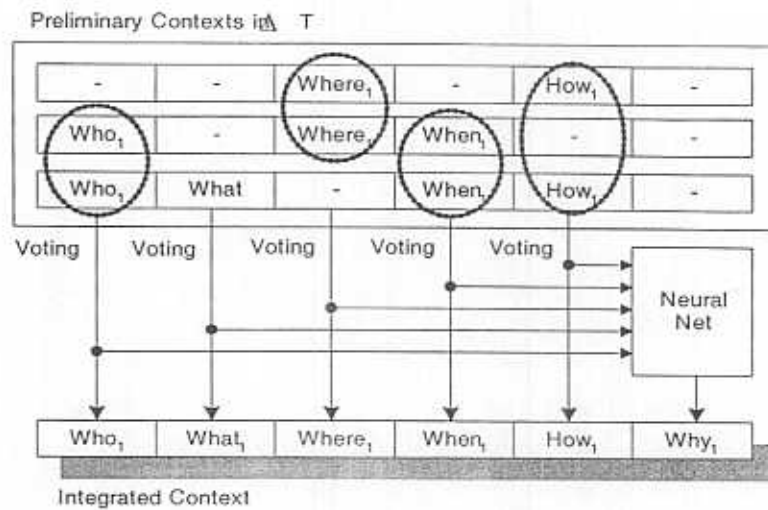 Preliminary Contexts in Δ T
- - Where₁ - How₁ -
Who₁ - Where₁ When₁ - -
Who₁ What - When₁ How₁ -
Voting Voting Voting Voting Voting
Neural
Net
Who₁ What₁ Where₁ When₁ How₁ Why₁
Integrated Context